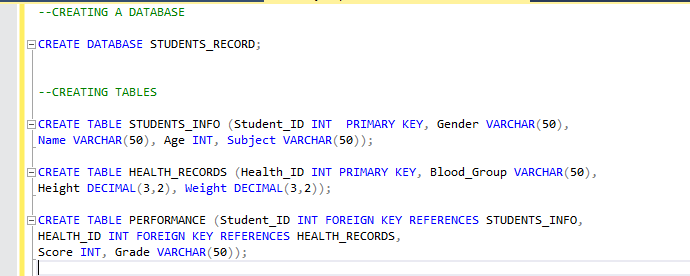 --CREATING A DATABASE
CREATE DATABASE STUDENTS_RECORD;
--CREATING TABLES
CREATE TABLE STUDENTS_INFO (Student_ID INT  PRIMARY KEY, Gender VARCHAR(50),
Name VARCHAR(50), Age INT, Subject VARCHAR(50));
CREATE TABLE HEALTH_RECORDS (Health_ID INT PRIMARY KEY, Blood_Group VARCHAR(50),
Height DECIMAL(3,2), Weight DECIMAL(3,2));
CREATE TABLE PERFORMANCE (Student_ID INT FOREIGN KEY REFERENCES STUDENTS_INFO,
HEALTH_ID INT FOREIGN KEY REFERENCES HEALTH_RECORDS,
Score INT, Grade VARCHAR(50));